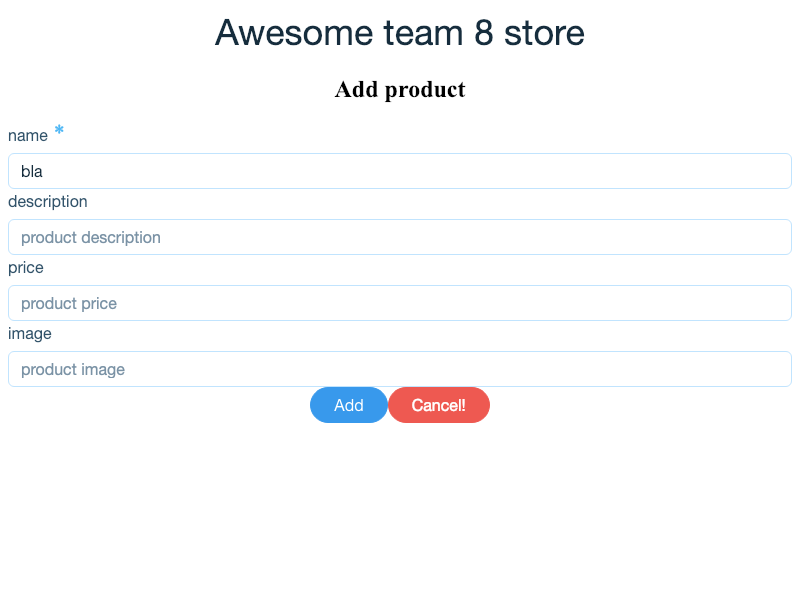 Awesome team 8 store
Add product
name *
bla
description
product description
price
product price
image
product image
Add Cancel!